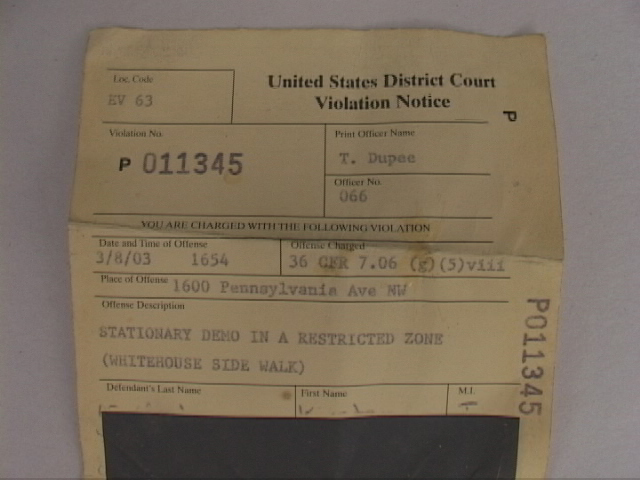 Loc. Code
EV 63
United States District Court
Violation Notice
P
Violation No.
P 011345
Print Officer Name
T. Dupee
Officer No.
066
YOU ARE CHARGED WITH THE FOLLOWING VIOLATION
Date and Time of Offense
3/8/03 1654
Offense Charged
36 CFR 7.06 (g)(5)viii
Place of Offense 1600 Pennsylvania Ave NW
Offense Description
STATIONARY DEMO IN A RESTRICTED ZONE
(WHITEHOUSE SIDE WALK)
P011345
Defendant's Last Name
First Name
M.I.